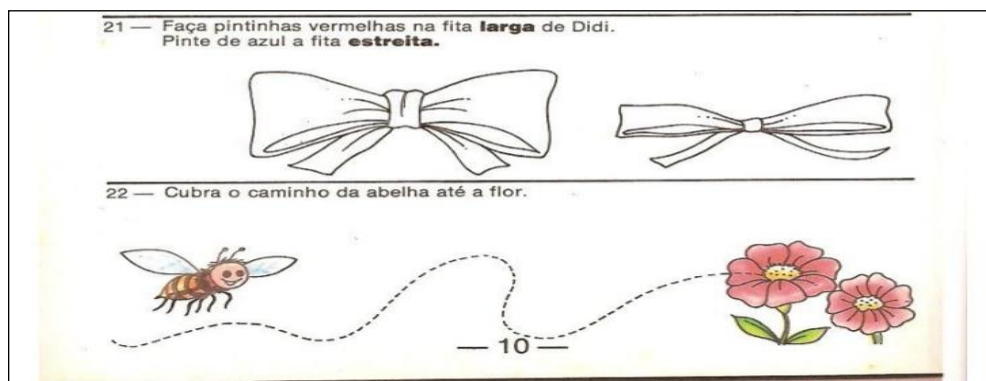 21 — Faça pintinhas vermelhas na fita larga de Didi.
Pinte de azul a fita estreita.
22 — Cubra o caminho da abelha até a flor.
— 10 —